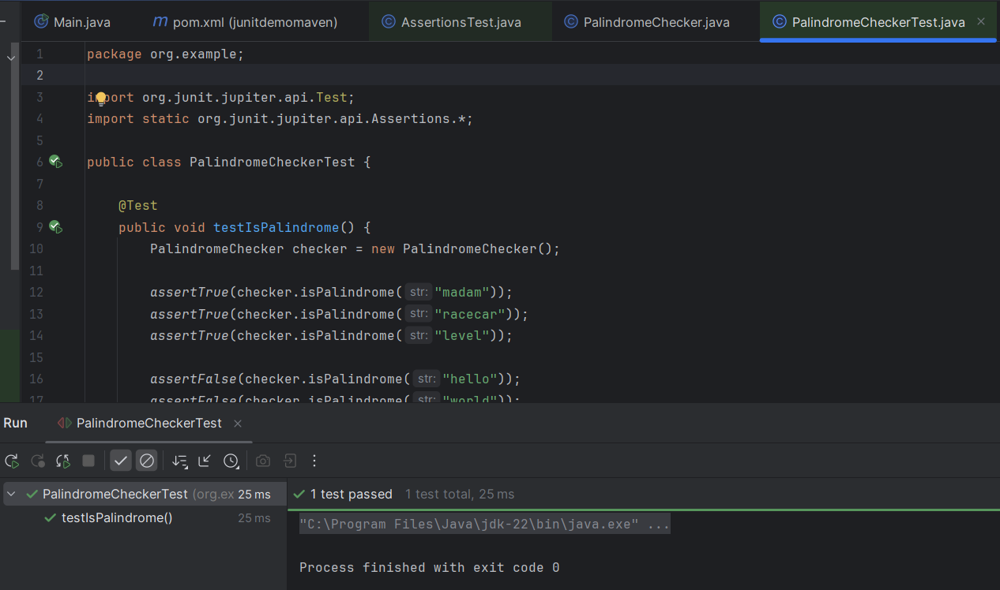 Main.java pom.xml (junitdemomaven) AssertionsTest.java PalindromeChecker.java PalindromeCheckerTest.java
1 package org.example;
2
3 import org.junit.jupiter.api.Test;
4 import static org.junit.jupiter.api.Assertions.*;
5
6 public class PalindromeCheckerTest {
7
8 @Test
9 public void testIsPalindrome() {
10 PalindromeChecker checker = new PalindromeChecker();
11
12 assertTrue(checker.isPalindrome( str: "madam"));
13 assertTrue(checker.isPalindrome( str: "racecar"));
14 assertTrue(checker.isPalindrome( str: "level"));
15
16 assertFalse(checker.isPalindrome( str: "hello"));
17 assertFalse(checker.isPalindrome( str: "world"));
Run PalindromeCheckerTest
PalindromeCheckerTest (org.ex 25 ms
testIsPalindrome() 25 ms
1 test passed 1 test total, 25 ms
"C:\Program Files\Java\jdk-22\bin\java.exe" ...
Process finished with exit code 0